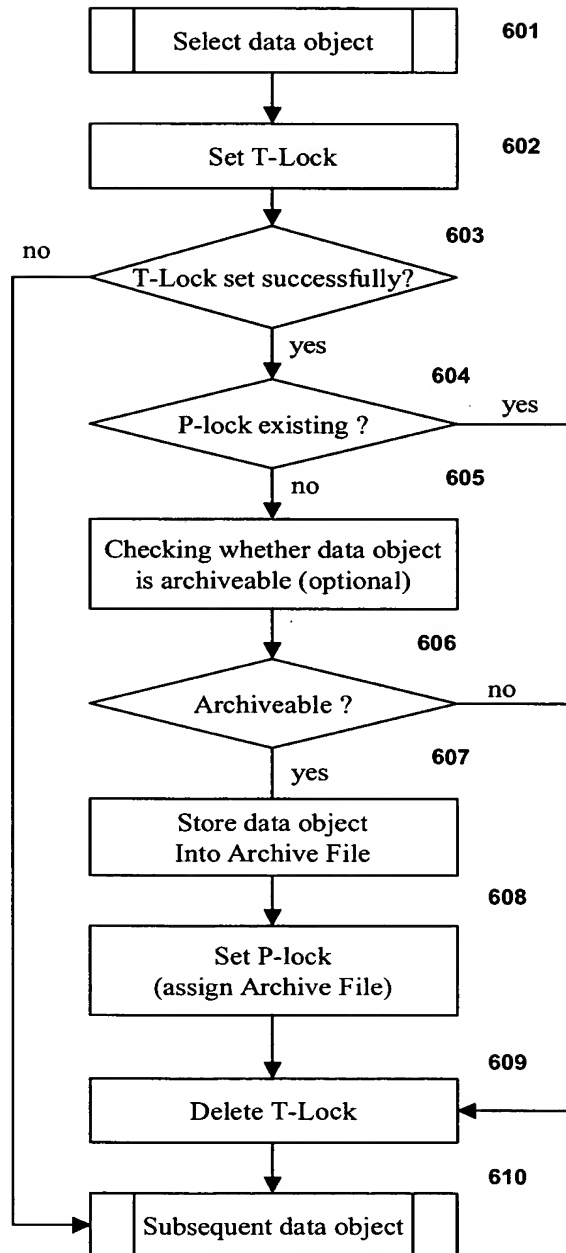 Select data object
601
Set T-Lock
602
603
no
T-Lock set successfully?
yes
604
P-lock existing ?
yes
no
605
Checking whether data object
is archiveable (optional)
606
Archiveable ?
no
yes
607
Store data object
Into Archive File
608
Set P-lock
(assign Archive File)
609
Delete T-Lock
610
Subsequent data object